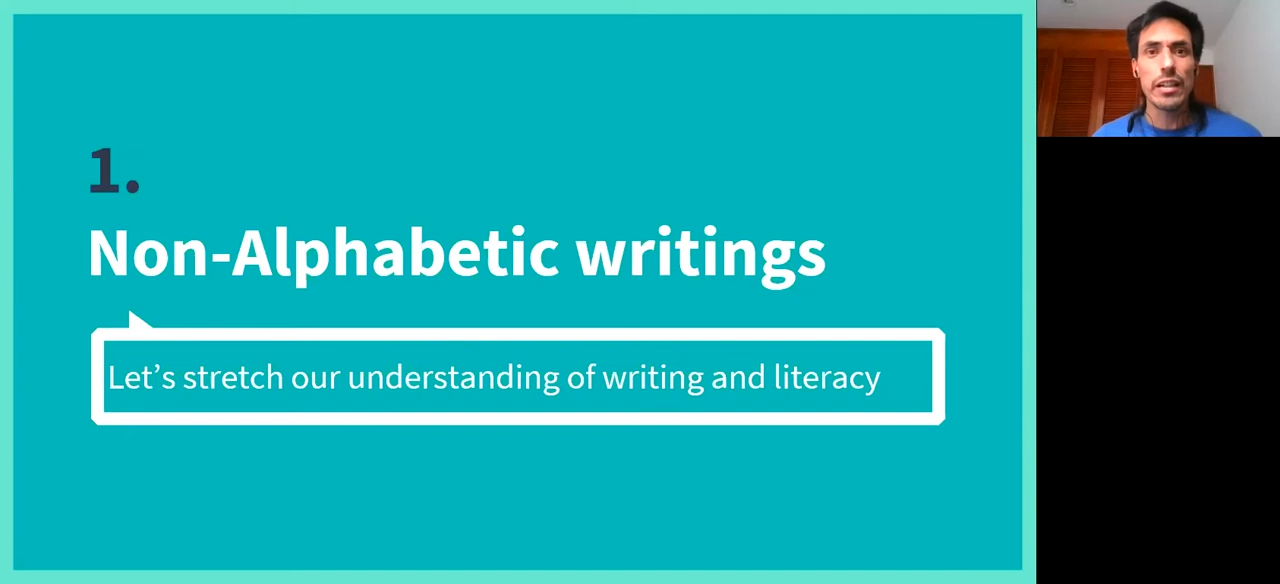 1.
Non-Alphabetic writings
Let’s stretch our understanding of writing and literacy